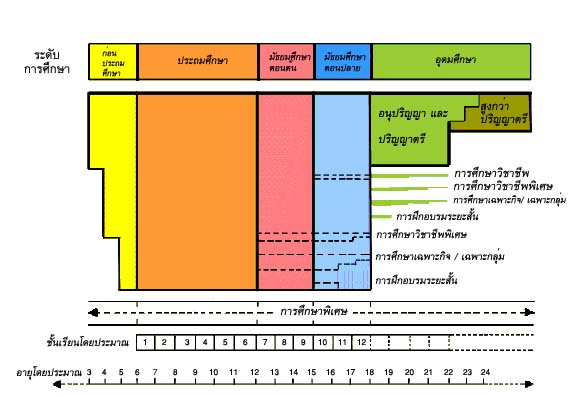 ระดับ
การศึกษา
ก่อน
ประถม
ศึกษา
ประถมศึกษา
มัธยมศึกษา
ตอนต้น
มัธยมศึกษา
ตอนปลาย
อุดมศึกษา
อนุปริญญา และ
ปริญญาตรี
สูงกว่า
ปริญญาตรี
การศึกษาวิชาชีพ
การศึกษาวิชาชีพพิเศษ
การศึกษาเฉพาะกิจ/ เฉพาะกลุ่ม
การฝึกอบรมระยะสั้น
การศึกษาวิชาชีพพิเศษ
การศึกษาเฉพาะกิจ / เฉพาะกลุ่ม
การฝึกอบรมระยะสั้น
การศึกษาพิเศษ
ชั้นเรียนโดยประมาณ 1 2 3 4 5 6 7 8 9 10 11 12
อายุโดยประมาณ 3 4 5 6 7 8 9 10 11 12 13 14 15 16 17 18 19 20 21 22 23 24